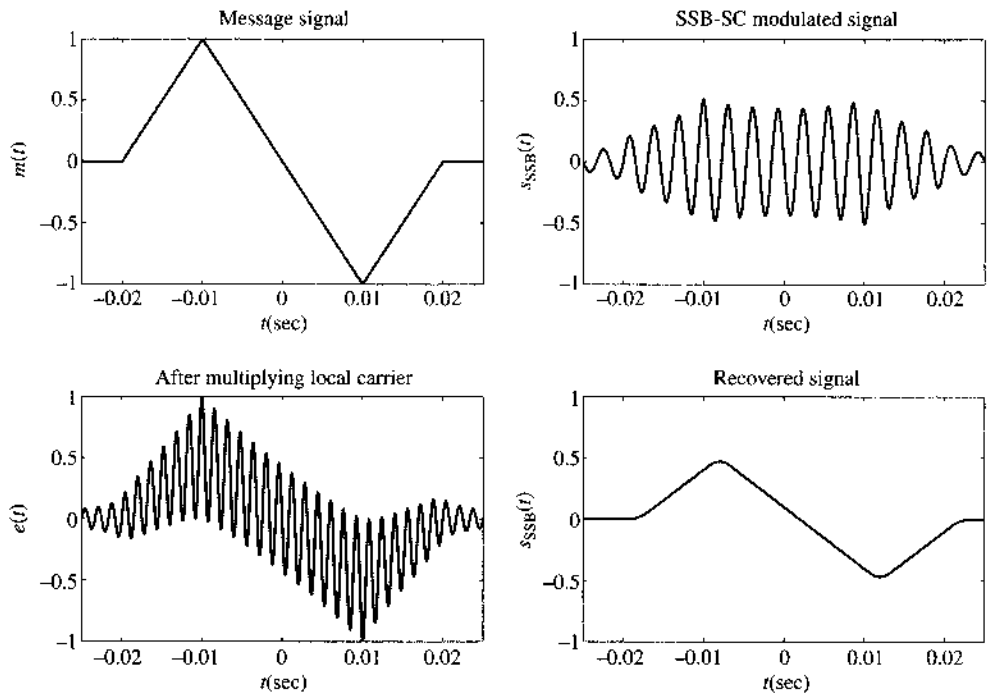 Message signal
1
0.5
0
−0.5
−1
m(t)
−0.02 −0.01 0 0.01 0.02
t(sec)
SSB-SC modulated signal
1
0.5
0
−0.5
−1
sSSB(t)
−0.02 −0.01 0 0.01 0.02
t(sec)
After multiplying local carrier
1
0.5
0
−0.5
−1
e(t)
−0.02 −0.01 0 0.01 0.02
t(sec)
Recovered signal
1
0.5
0
−0.5
−1
sSSB(t)
−0.02 −0.01 0 0.01 0.02
t(sec)